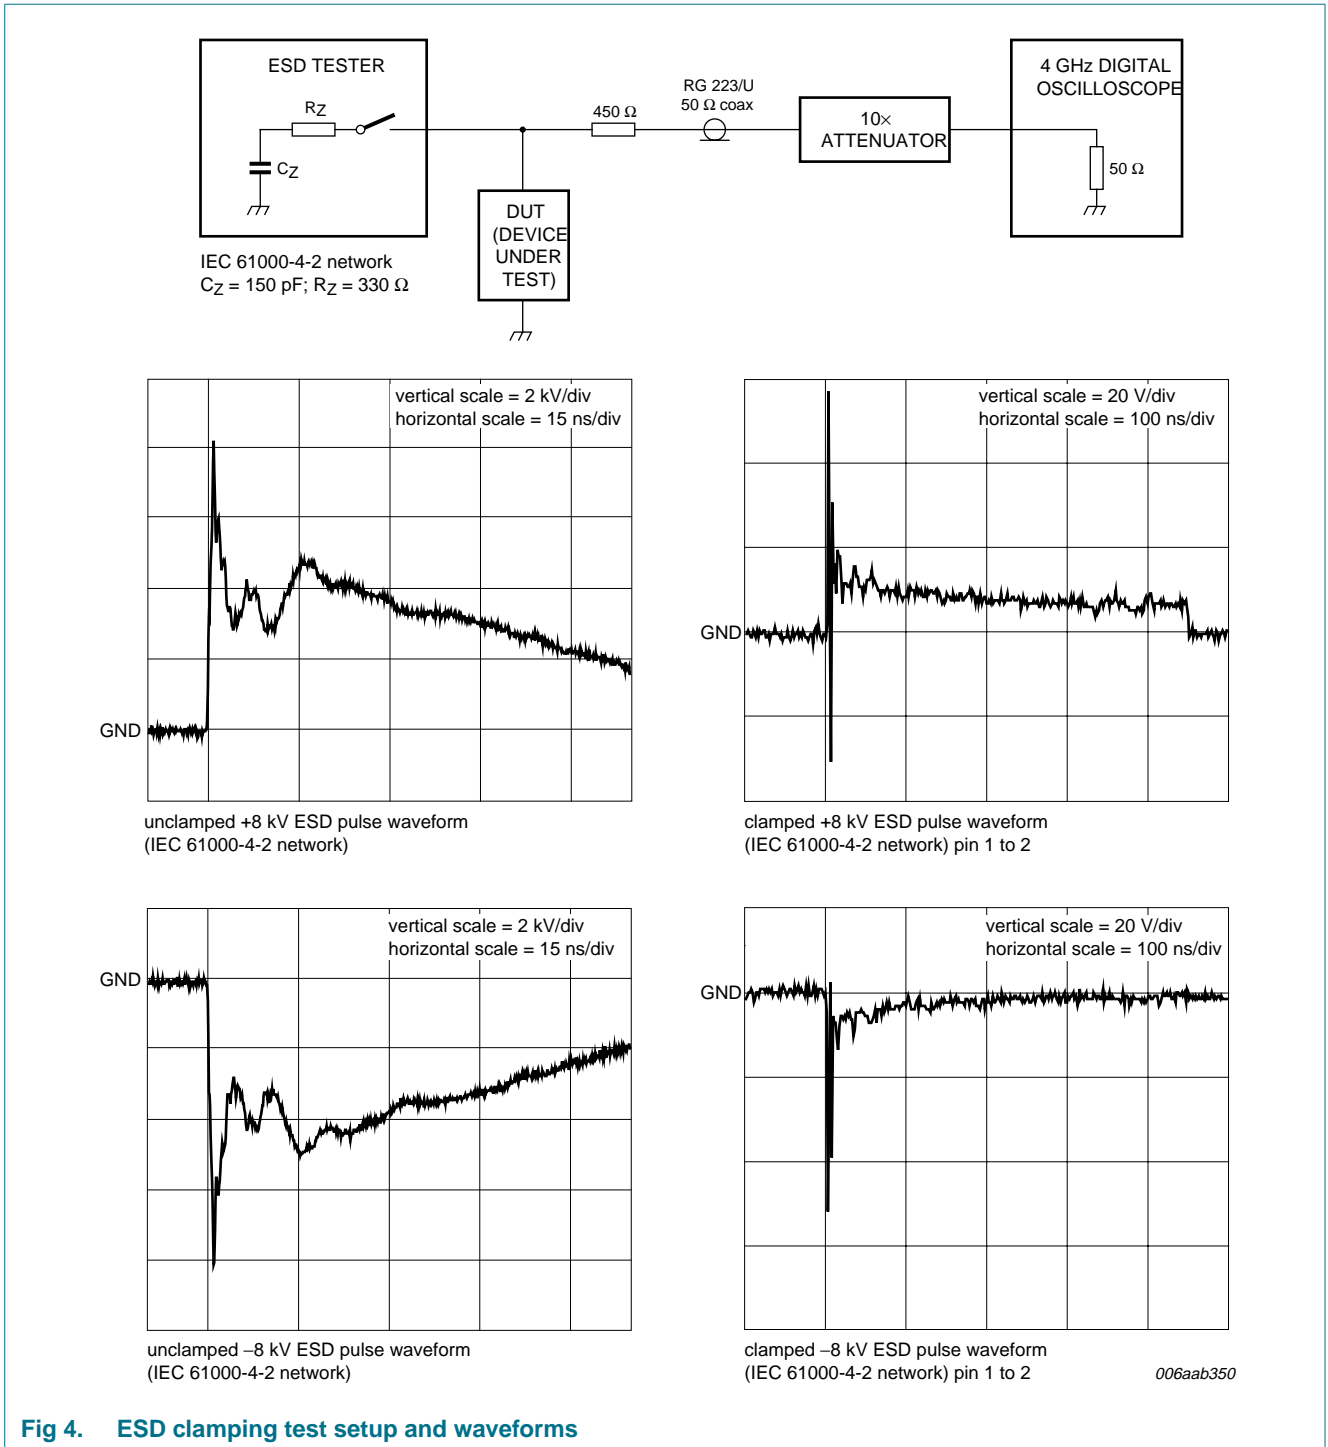 ESD TESTER
RZ
CZ
IEC 61000-4-2 network
CZ = 150 pF; RZ = 330 Ω
DUT
(DEVICE
UNDER
TEST)
450 Ω
RG 223/U
50 Ω coax
10×
ATTENUATOR
4 GHz DIGITAL
OSCILLOSCOPE
50 Ω
vertical scale = 2 kV/div
horizontal scale = 15 ns/div
GND
unclamped +8 kV ESD pulse waveform
(IEC 61000-4-2 network)
vertical scale = 20 V/div
horizontal scale = 100 ns/div
GND
clamped +8 kV ESD pulse waveform
(IEC 61000-4-2 network) pin 1 to 2
vertical scale = 2 kV/div
horizontal scale = 15 ns/div
GND
unclamped −8 kV ESD pulse waveform
(IEC 61000-4-2 network)
vertical scale = 20 V/div
horizontal scale = 100 ns/div
GND
clamped −8 kV ESD pulse waveform
(IEC 61000-4-2 network) pin 1 to 2
006aab350
Fig 4. ESD clamping test setup and waveforms